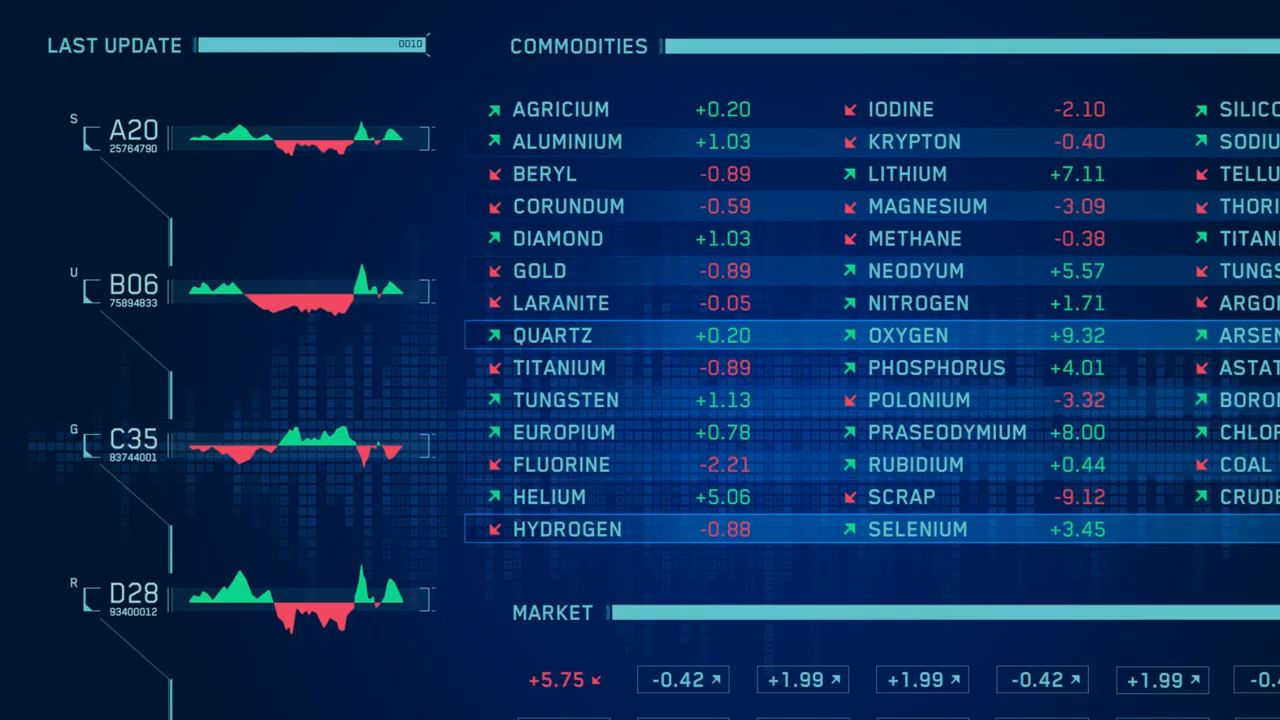 LAST UPDATE 0010
S
A20
25764790
U
B06
75894833
G
C35
83744001
R
D28
93400012
COMMODITIES
AGRICIUM +0.20 IODINE -2.10
ALUMINIUM +1.03 KRYPTON -0.40
BERYL -0.89 LITHIUM +7.11
CORUNDUM -0.59 MAGNESIUM -3.09
DIAMOND +1.03 METHANE -0.38
GOLD -0.89 NEODYUM +5.57
LARANITE -0.05 NITROGEN +1.71
QUARTZ +0.20 OXYGEN +9.32
TITANIUM -0.89 PHOSPHORUS +4.01
TUNGSTEN +1.13 POLONIUM -3.32
EUROPIUM +0.78 PRASEODYMIUM +8.00
FLUORINE -2.21 RUBIDIUM +0.44 COAL
HELIUM +5.06 SCRAP -9.12
HYDROGEN -0.88 SELENIUM +3.45
MARKET
+5.75 -0.42 +1.99 +1.99 -0.42 +1.99